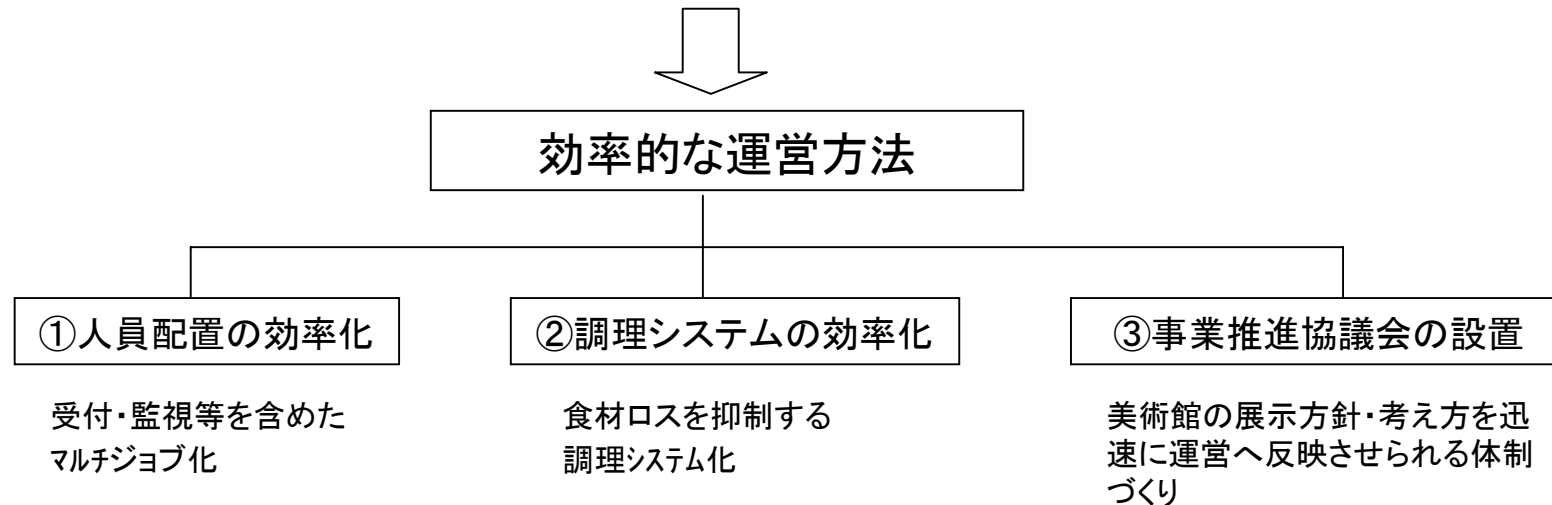 効率的な運営方法
①人員配置の効率化
受付・監視等を含めた
ﾏﾙﾁジョブ化
②調理システムの効率化
食材ロスを抑制する
調理ｼｽﾃﾑ化
③事業推進協議会の設置
美術館の展示方針・考え方を迅
速に運営へ反映させられる体制
づくり